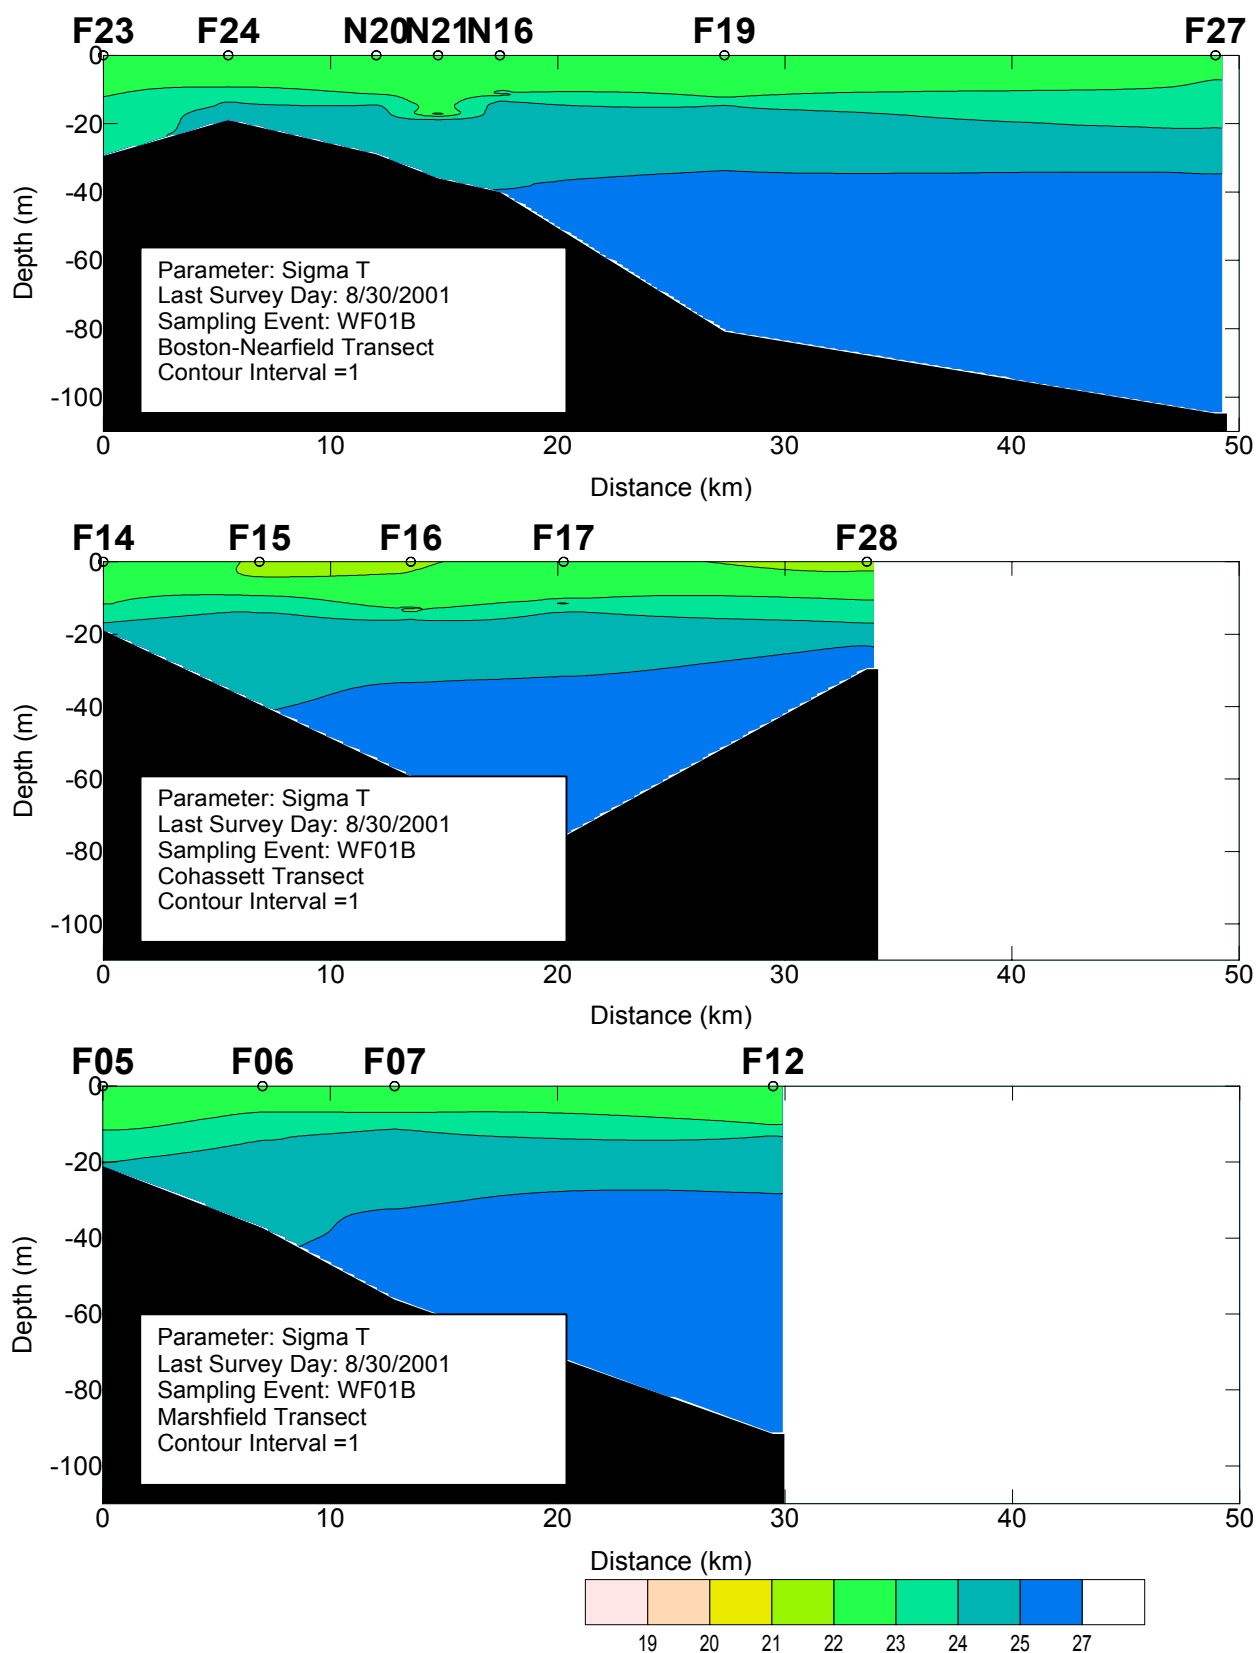 F23 F24 N20 N21 N16 F19 F27
0
-20
-40
-60
-80
-100
Depth (m)
Parameter: Sigma T
Last Survey Day: 8/30/2001
Sampling Event: WF01B
Boston-Nearfield Transect
Contour Interval =1
0 10 20 30 40 50
Distance (km)
F14 F15 F16 F17 F28
0
-20
-40
-60
-80
-100
Depth (m)
Parameter: Sigma T
Last Survey Day: 8/30/2001
Sampling Event: WF01B
Cohassett Transect
Contour Interval =1
0 10 20 30 40 50
Distance (km)
F05 F06 F07 F12
0
-20
-40
-60
-80
-100
Depth (m)
Parameter: Sigma T
Last Survey Day: 8/30/2001
Sampling Event: WF01B
Marshfield Transect
Contour Interval =1
0 10 20 30 40 50
Distance (km)
19 20 21 22 23 24 25 27